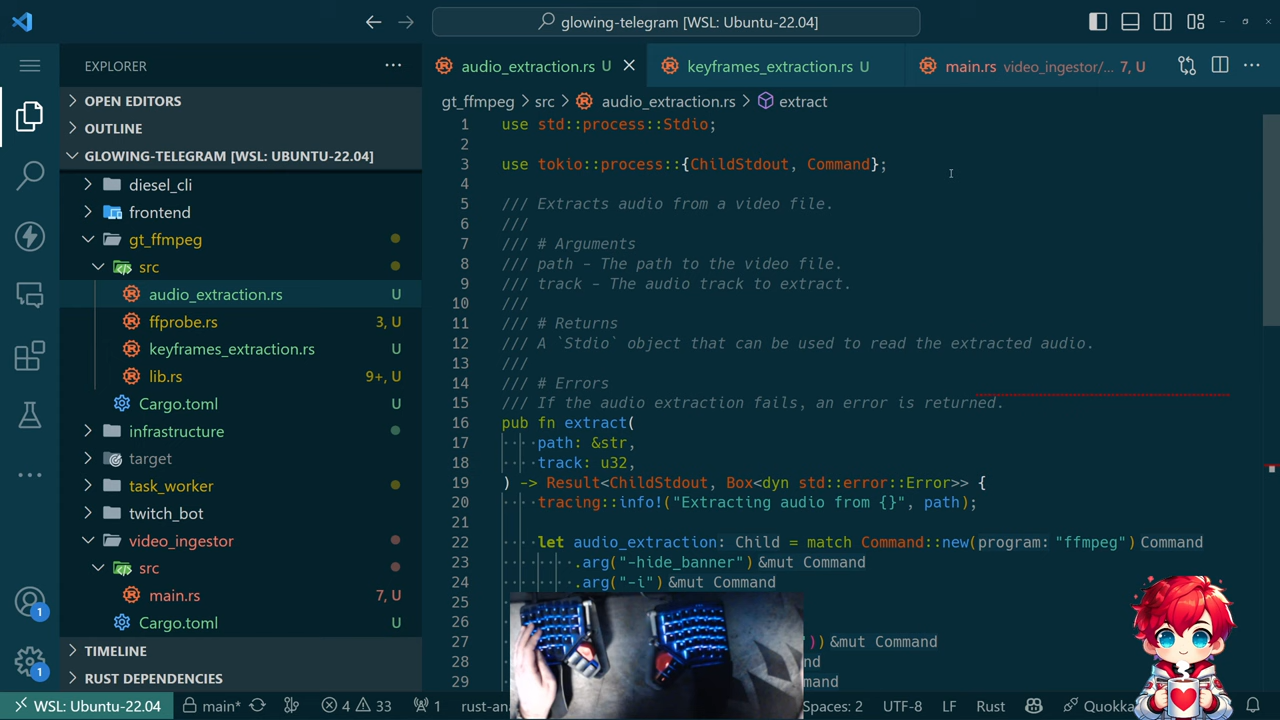 glowing-telegram [WSL: Ubuntu-22.04]
EXPLORER
audio_extraction.rs U
keyframes_extraction.rs U
main.rs video_ingestor/... 7, U
OPEN EDITORS
OUTLINE
GLOWING-TELEGRAM [WSL: UBUNTU-22.04]
diesel_cli
frontend
gt_ffmpeg
src
audio_extraction.rs U
ffprobe.rs 3, U
keyframes_extraction.rs U
lib.rs 9+, U
Cargo.toml U
infrastructure
target
task_worker
twitch_bot
video_ingestor
src
main.rs 7, U
Cargo.toml U
TIMELINE
RUST DEPENDENCIES
gt_ffmpeg > src > audio_extraction.rs > extract
1 use std::process::Stdio;
2
3 use tokio::process::{ChildStdout, Command};
4
5 /// Extracts audio from a video file.
6 ///
7 /// # Arguments
8 /// path - The path to the video file.
9 /// track - The audio track to extract.
10 ///
11 /// # Returns
12 /// A `Stdio` object that can be used to read the extracted audio.
13 ///
14 /// # Errors
15 /// If the audio extraction fails, an error is returned.
16 pub fn extract(
17 path: &str,
18 track: u32,
19 ) -> Result<ChildStdout, Box<dyn std::error::Error>> {
20 tracing::info!("Extracting audio from {}", path);
21
22 let audio_extraction: Child = match Command::new(program: "ffmpeg") Command
23 .arg("-hide_banner") &mut Command
24 .arg("-i") &mut Command
25
26
27 ")) &mut Command
28 and
29 mand
1
1
WSL: Ubuntu-22.04
main*
4 33
1
rust-an
Spaces: 2
UTF-8
LF
Rust
Quokka